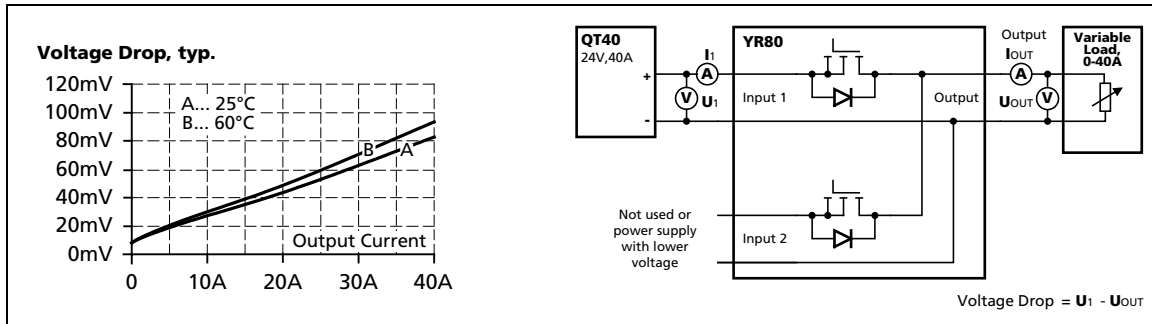 Voltage Drop, typ.
120mV
100mV
80mV
60mV
40mV
20mV
0mV
A... 25°C
B... 60°C
B
A
Output Current
0
10A
20A
30A
40A
QT40
24V,40A
+
-
I1
A
V
U1
YR80
Input 1
Output
Input 2
Not used or
power supply
with lower
voltage
Output
IOUT
A
UOUT
V
Variable
Load,
0-40A
Voltage Drop = U1 - UOUT